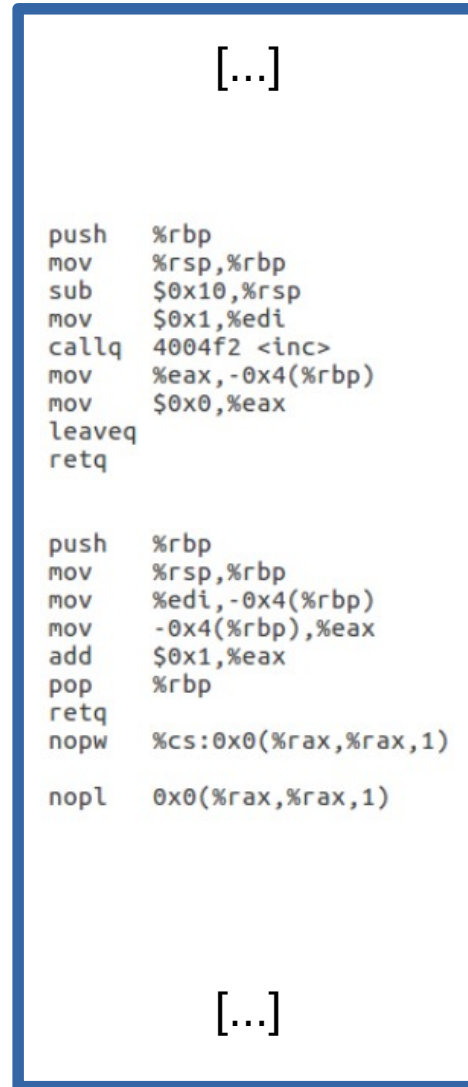 [...]
push %rbp
mov %rsp,%rbp
sub $0x10,%rsp
mov $0x1,%edi
callq 4004f2 <inc>
mov %eax,-0x4(%rbp)
mov $0x0,%eax
leaveq
retq
push %rbp
mov %rsp,%rbp
mov %edi,-0x4(%rbp)
mov -0x4(%rbp),%eax
add $0x1,%eax
pop %rbp
retq
nopw %cs:0x0(%rax,%rax,1)
nopl 0x0(%rax,%rax,1)
[...]